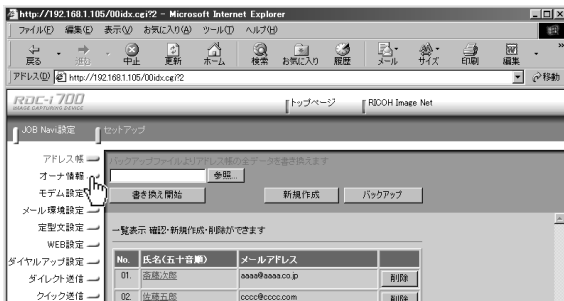 http://192.168.1.105/00idx.cgi?2 - Microsoft Internet Explorer
ファイル(F) 編集(E) 表示(V) お気に入り(A) ツール(T) ヘルプ(H)
戻る 進む 中止 更新 ホーム 検索 お気に入り 履歴 メール サイズ 印刷 編集 »
アドレス(D) http://192.168.1.105/00idx.cgi?2 移動
RDC-i700 トップページ RICOH Image Net
IMAGE CAPTURING DEVICE
JOB Navi設定 セットアップ
アドレス帳
オーナ情報
モデム設定
メール環境設定
定型文設定
WEB設定
ダイヤルアップ設定
ダイレクト送信
クイック送信
バックアップファイルよりアドレス帳の全データを書き換えます
参照...
書き換え開始 新規作成 バックアップ
一覧表示 確認・新規作成・削除ができます
No. 氏名(五十音順) メールアドレス
01. 斎藤次郎 aaaa@aaaa.co.jp 削除
02. 佐藤五郎 cccc@cccc.com 削除